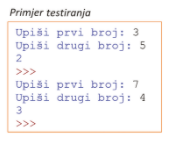 Primjer testiranja
Upiši prvi broj: 3
Upiši drugi broj: 5
2
>>>
Upiši prvi broj: 7
Upiši drugi broj: 4
3
>>>